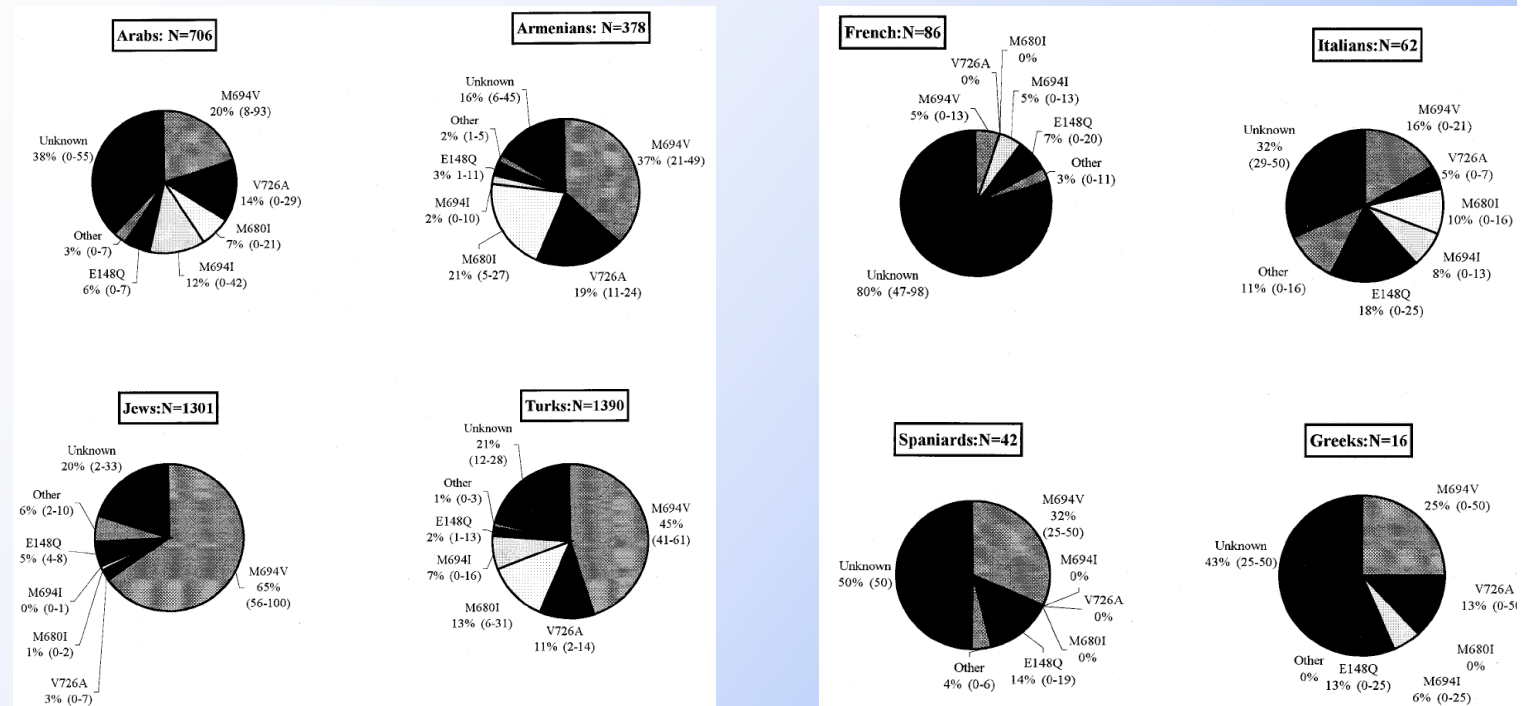 Arabs: N=706
M694V
20% (8-93)
V726A
14% (0-29)
M680I
7% (0-21)
M694I
12% (0-42)
E148Q
6% (0-7)
Other
3% (0-7)
Unknown
38% (0-55)
Armenians: N=378
Unknown
16% (6-45)
Other
2% (1-5)
E148Q
3% 1-11)
M694I
2% (0-10)
M680I
21% (5-27)
V726A
19% (11-24)
M694V
37% (21-49)
French:N=86
V726A
0%
M680I
0%
M694V
5% (0-13)
M694I
5% (0-13)
E148Q
7% (0-20)
Other
3% (0-11)
Unknown
80% (47-98)
Italians:N=62
M694V
16% (0-21)
V726A
5% (0-7)
M680I
10% (0-16)
M694I
8% (0-13)
E148Q
18% (0-25)
Other
11% (0-16)
Unknown
32%
(29-50)
Jews:N=1301
Unknown
20% (2-33)
Other
6% (2-10)
E148Q
5% (4-8)
M694I
0% (0-1)
M680I
1% (0-2)
V726A
3% (0-7)
M694V
65%
(56-100)
Turks:N=1390
Unknown
21%
(12-28)
Other
1% (0-3)
E148Q
2% (1-13)
M694I
7% (0-16)
M680I
13% (6-31)
V726A
11% (2-14)
M694V
45%
(41-61)
Spaniards:N=42
M694V
32%
(25-50)
M694I
0%
V726A
0%
M680I
0%
E148Q
14% (0-19)
Other
4% (0-6)
Unknown
50% (50)
Greeks:N=16
M694V
25% (0-50)
V726A
13%
M680I
0%
M694I
6% (0-25)
E148Q
13% (0-25)
Other
0%
Unknown
43% (25-50)